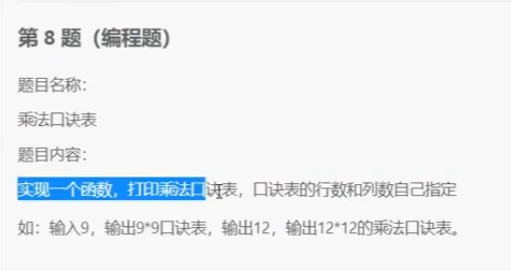 第 8 题（编程题）
题目名称：
乘法口诀表
题目内容：
实现一个函数，打印乘法口诀表，口诀表的行数和列数自己指定
如：输入9，输出9*9口诀表，输出12，输出12*12的乘法口诀表。